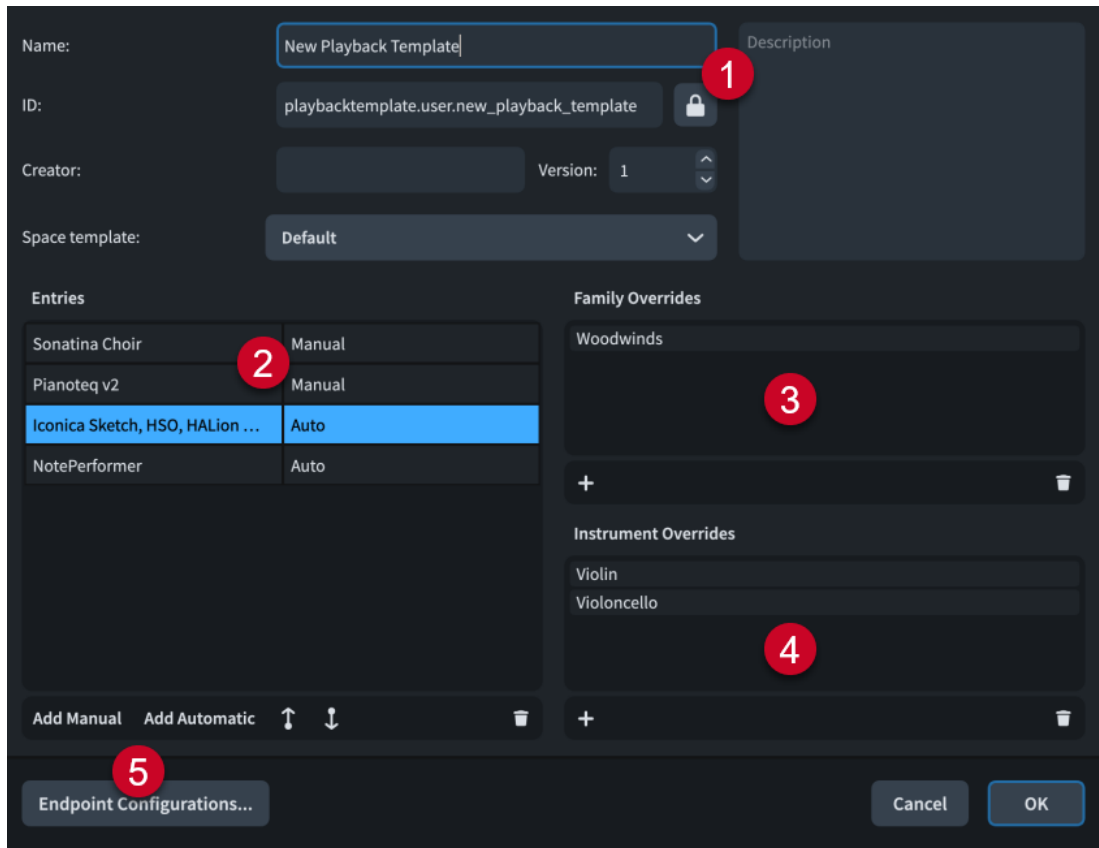 Name:
New Playback Template
Description
1
ID:
playbacktemplate.user.new_playback_template
Creator:
Version:
1
Space template:
Default
Entries
Sonatina Choir
Manual
2
Pianoteq v2
Manual
Iconica Sketch, HSO, HALion ...
Auto
NotePerformer
Auto
Add Manual
Add Automatic
Family Overrides
Woodwinds
3
+
Instrument Overrides
Violin
Violoncello
4
+
5
Endpoint Configurations...
Cancel
OK